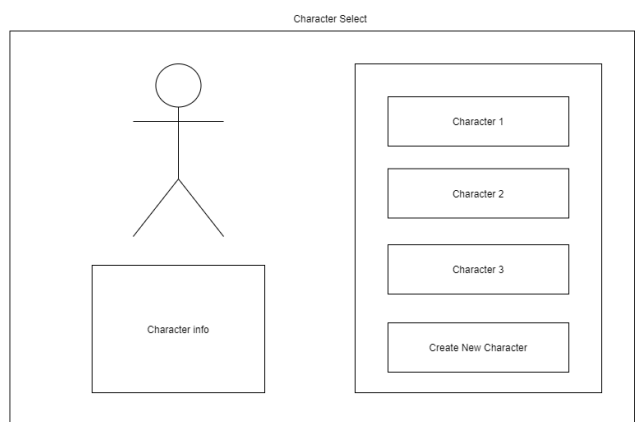 Character Select
Character 1
Character 2
Character 3
Create New Character
Character info